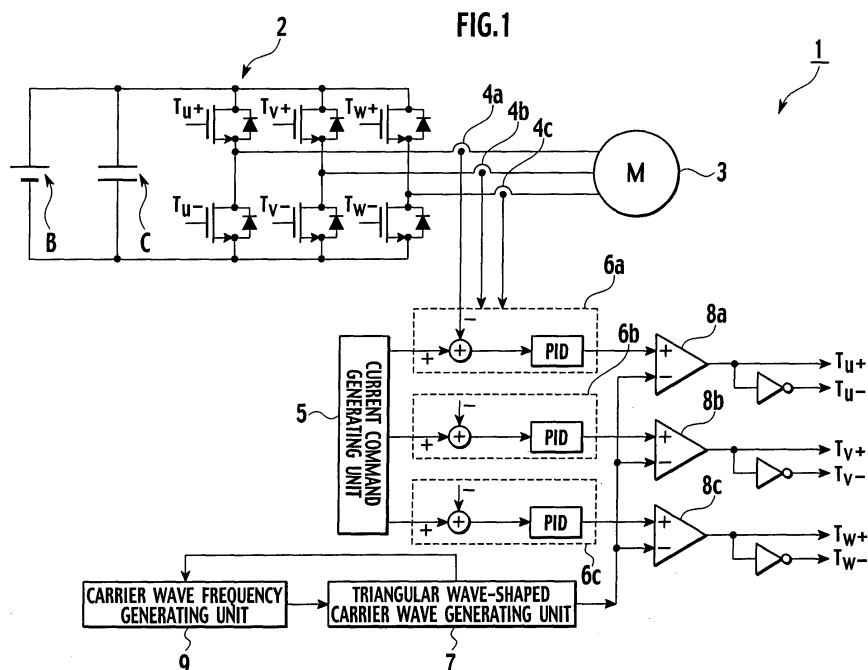 FIG.1
2
1
Tu+
Tv+
Tw+
4a
4b
4c
M
3
Tu−
Tv−
Tw−
B
C
6a
−
+
+
PID
+
−
8a
Tu+
Tu−
5
CURRENT COMMAND
GENERATING UNIT
6b
−
+
+
PID
+
−
8b
Tv+
Tv−
−
+
+
PID
6c
+
−
8c
Tw+
Tw−
CARRIER WAVE FREQUENCY
GENERATING UNIT
9
TRIANGULAR WAVE-SHAPED
CARRIER WAVE GENERATING UNIT
7